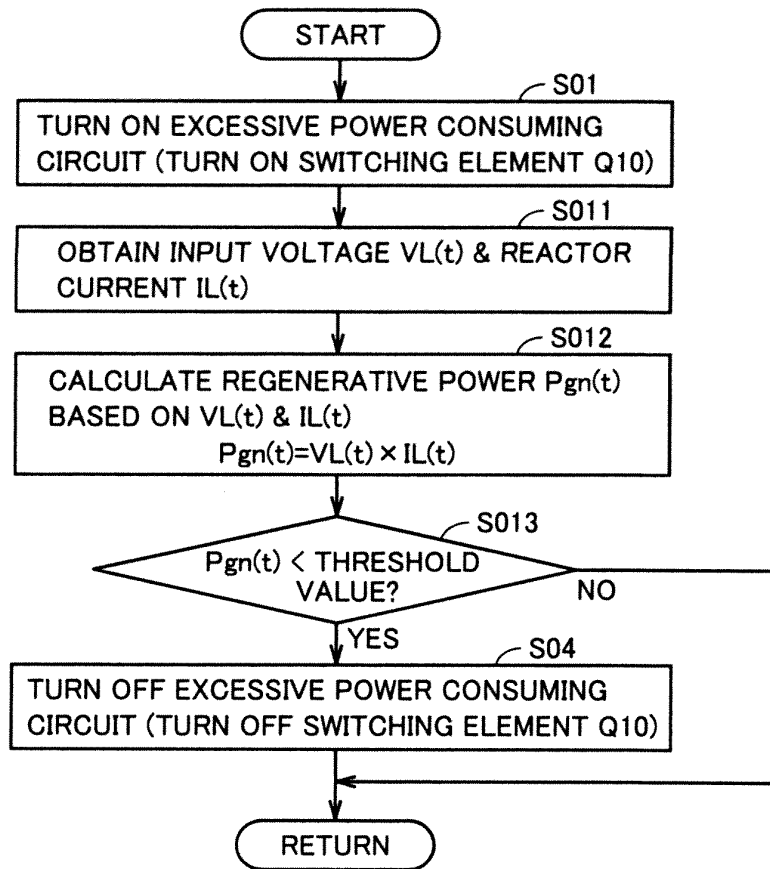 START
S01
TURN ON EXCESSIVE POWER CONSUMING
CIRCUIT (TURN ON SWITCHING ELEMENT Q10)
S011
OBTAIN INPUT VOLTAGE VL(t) & REACTOR
CURRENT IL(t)
S012
CALCULATE REGENERATIVE POWER Pgn(t)
BASED ON VL(t) & IL(t)
Pgn(t)=VL(t) × IL(t)
S013
Pgn(t) < THRESHOLD
VALUE?
NO
YES
S04
TURN OFF EXCESSIVE POWER CONSUMING
CIRCUIT (TURN OFF SWITCHING ELEMENT Q10)
RETURN